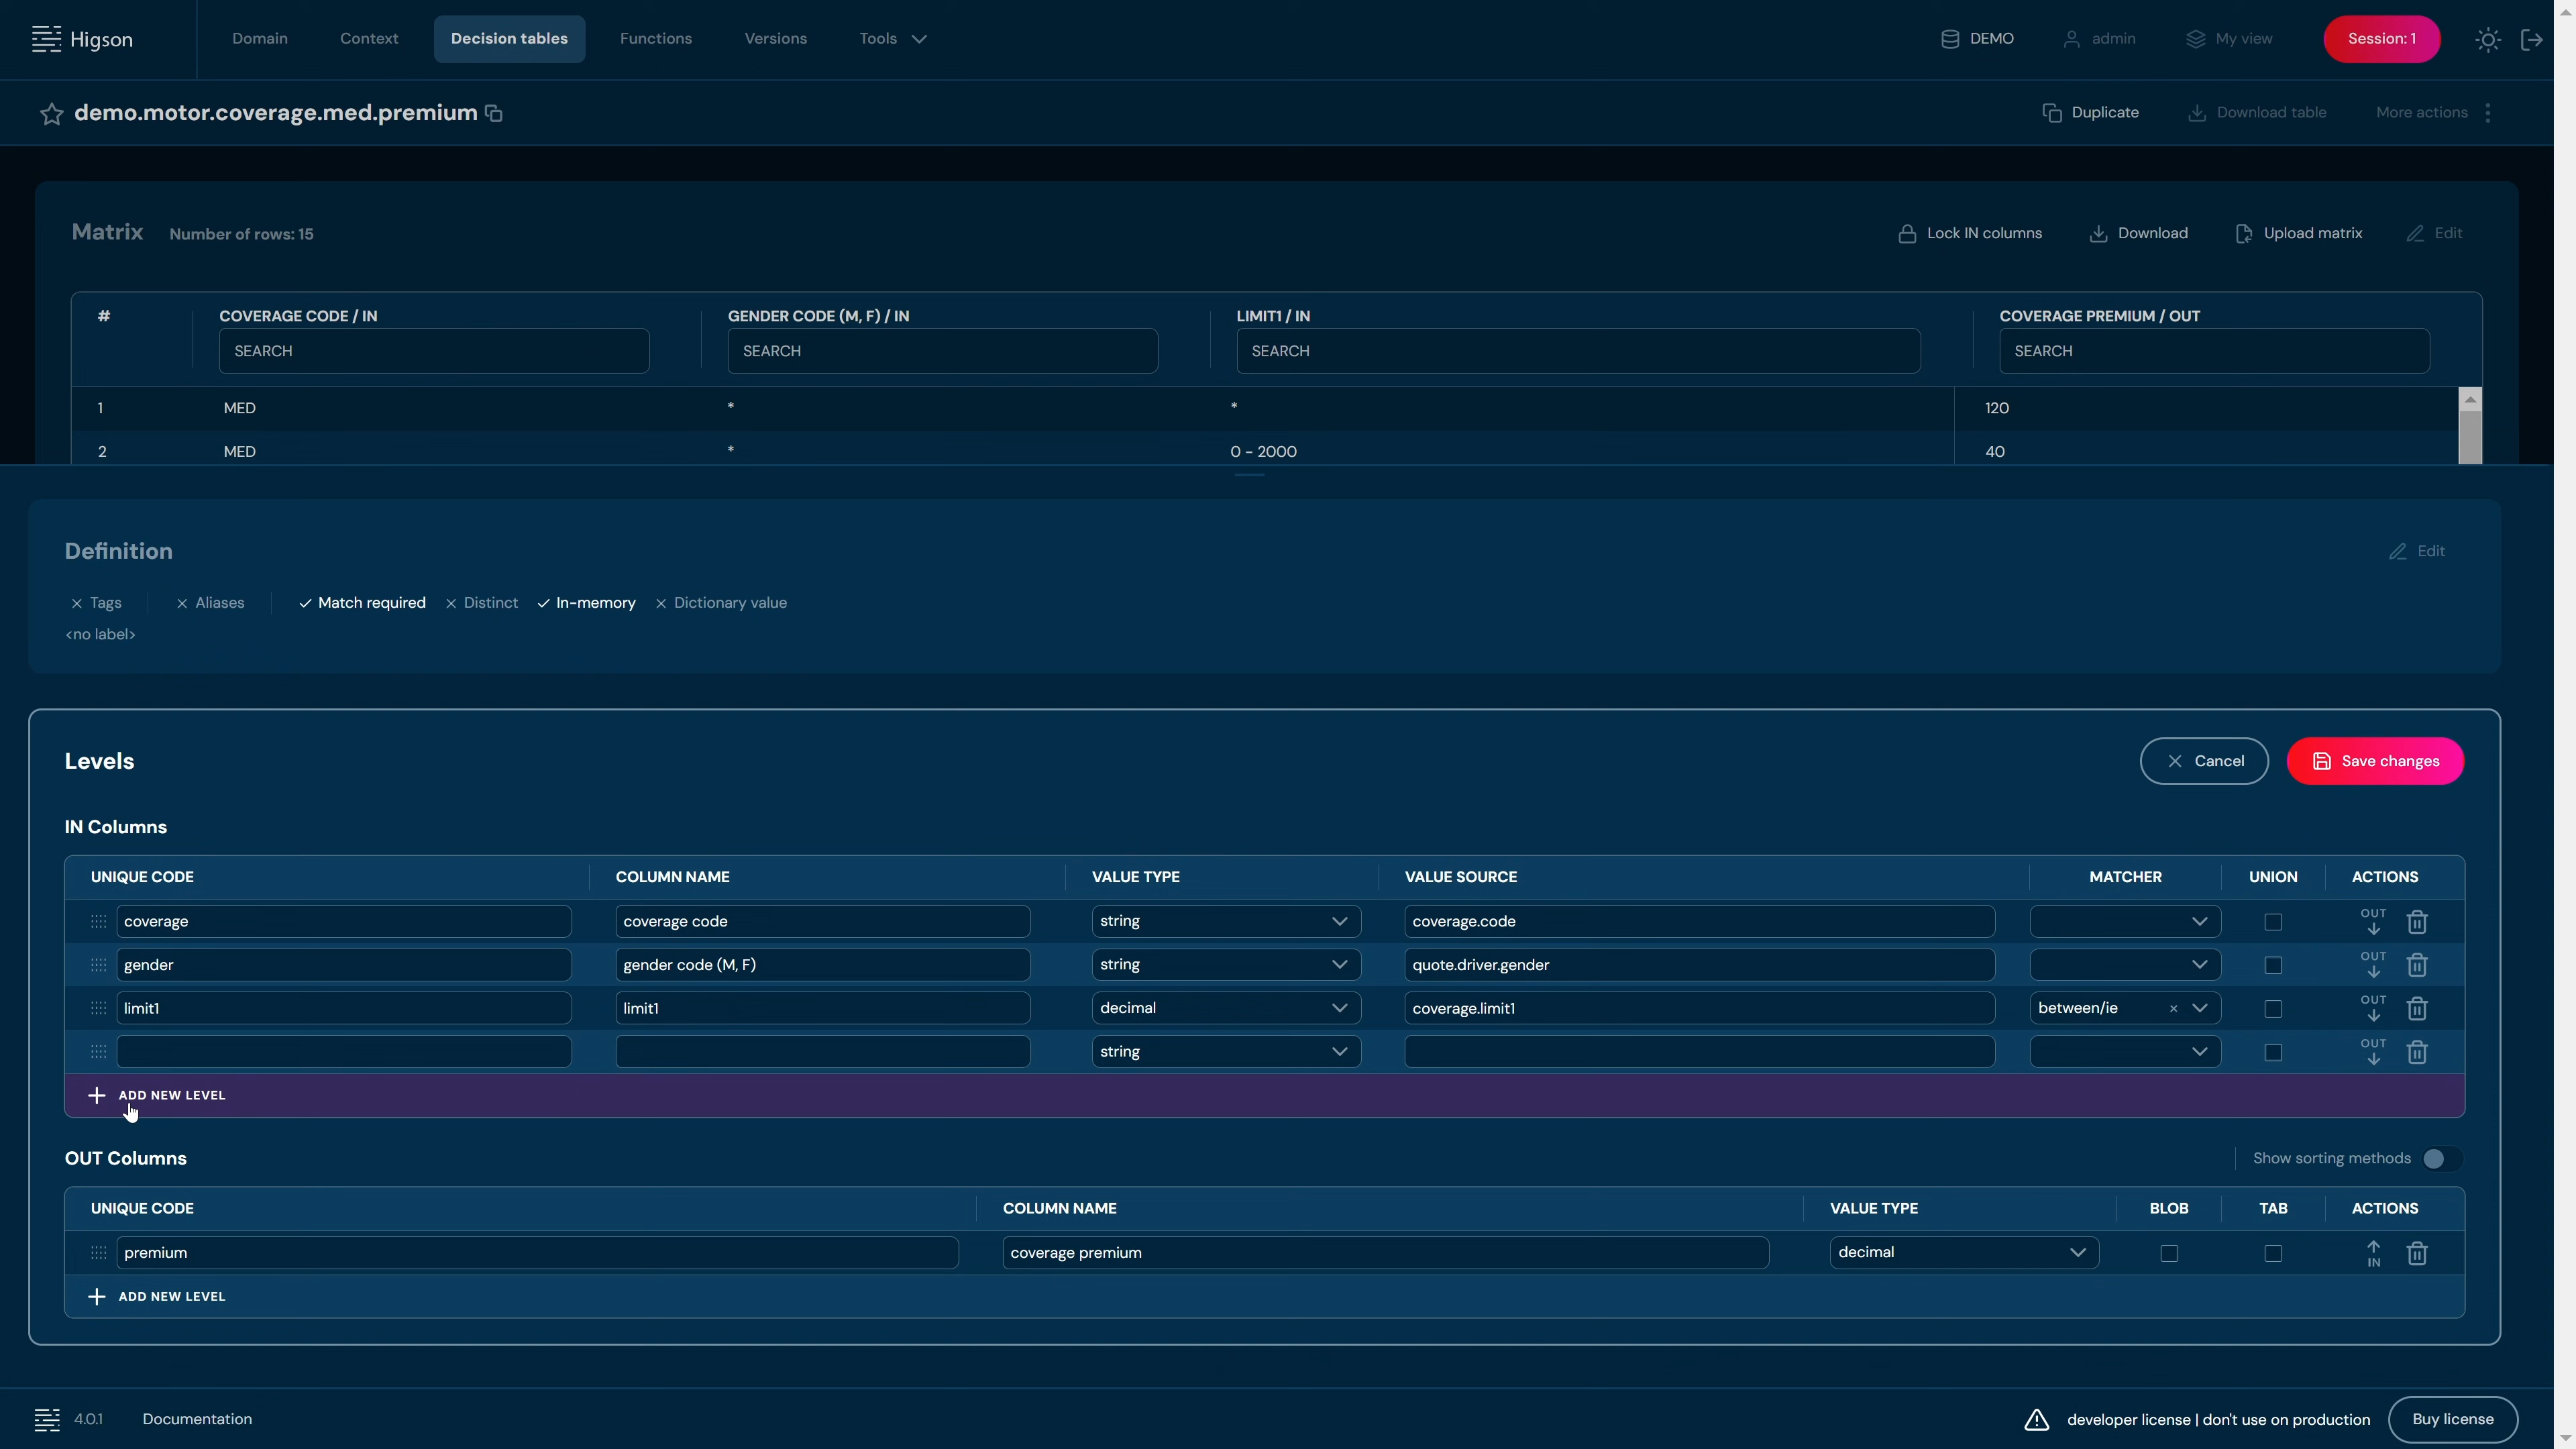 Higson Domain Context Decision tables Functions Versions Tools DEMO admin My view Session: 1
demo.motor.coverage.med.premium Duplicate Download table More actions
Matrix Number of rows: 15 Lock IN columns Download Upload matrix Edit
# COVERAGE CODE / IN GENDER CODE (M, F) / IN LIMIT1 / IN COVERAGE PREMIUM / OUT
SEARCH SEARCH SEARCH SEARCH
1 MED * * 120
2 MED * 0 - 2000 40
Definition Edit
Tags Aliases Match required Distinct In-memory Dictionary value
<no label>
Levels Cancel Save changes
IN Columns
UNIQUE CODE COLUMN NAME VALUE TYPE VALUE SOURCE MATCHER UNION ACTIONS
coverage coverage code string coverage.code OUT
gender gender code (M, F) string quote.driver.gender OUT
limit1 limit1 decimal coverage.limit1 between/ie × OUT
string OUT
ADD NEW LEVEL
OUT Columns Show sorting methods
UNIQUE CODE COLUMN NAME VALUE TYPE BLOB TAB ACTIONS
premium coverage premium decimal IN
ADD NEW LEVEL
4.0.1 Documentation developer license | don't use on production Buy license